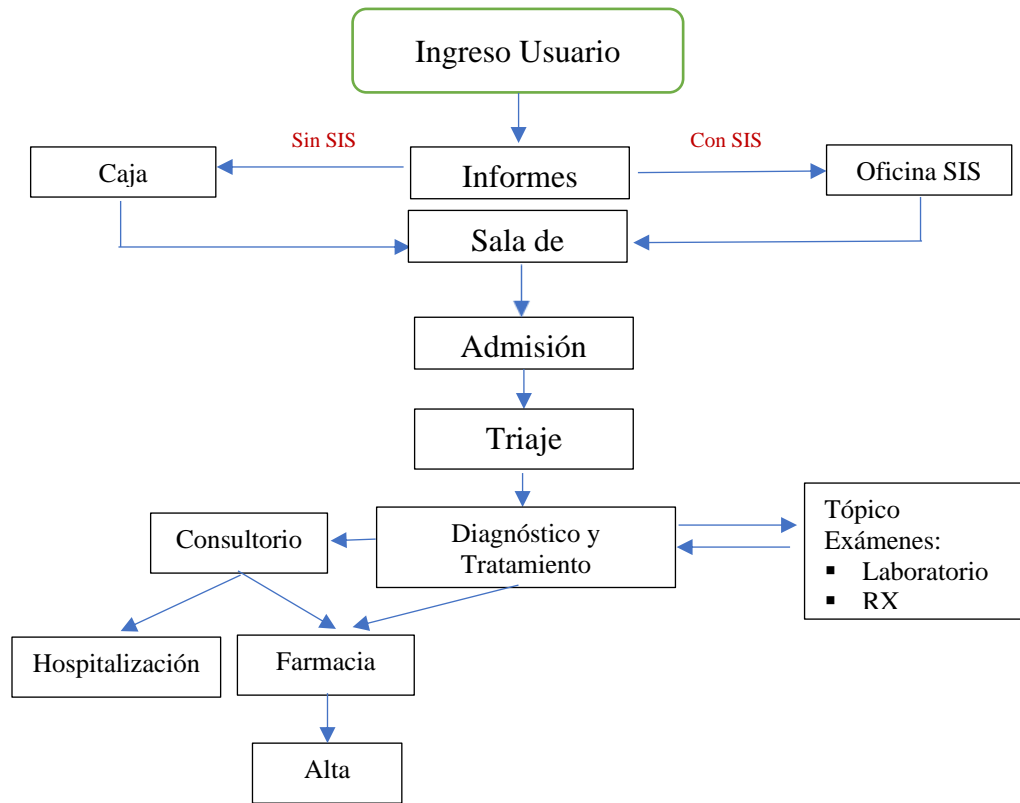 Ingreso Usuario
Sin SIS
Con SIS
Caja
Informes
Oficina SIS
Sala de
Admisión
Triaje
Consultorio
Diagnóstico y
Tratamiento
Tópico
Exámenes:
▪ Laboratorio
▪ RX
Hospitalización
Farmacia
Alta